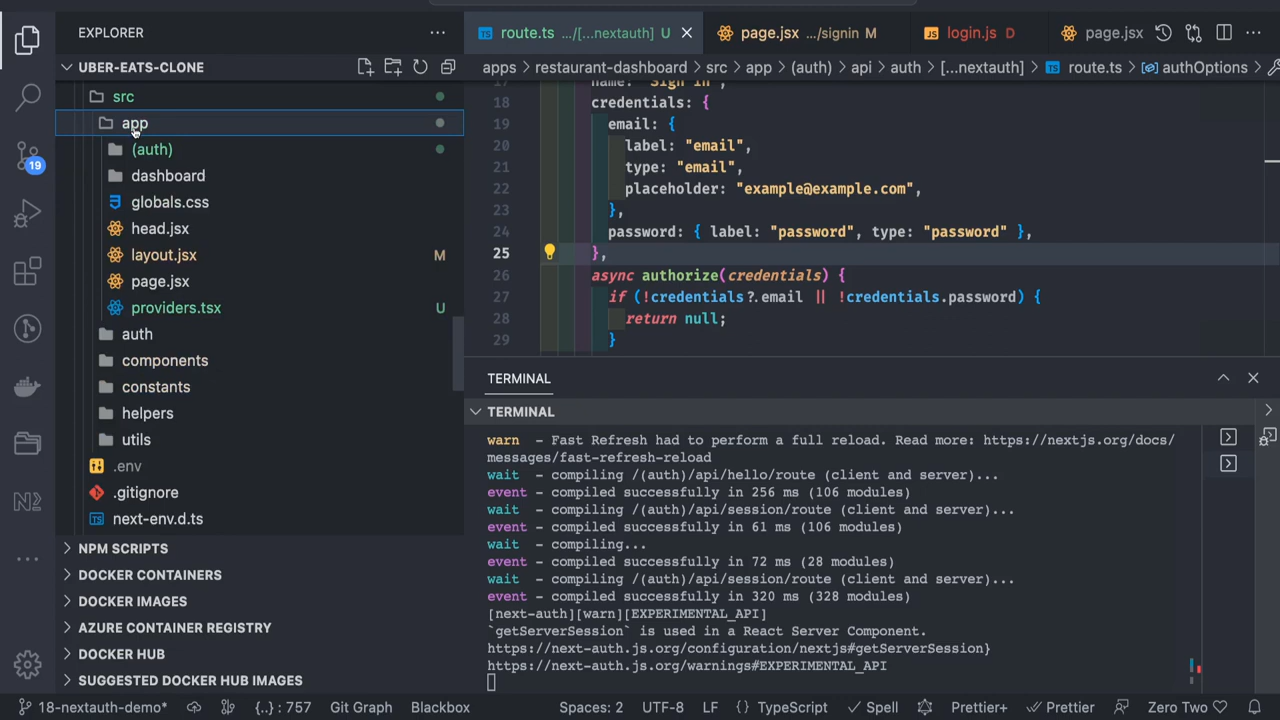 EXPLORER
UBER-EATS-CLONE
src
app
(auth)
dashboard
globals.css
head.jsx
layout.jsx M
page.jsx
providers.tsx U
auth
components
constants
helpers
utils
.env
.gitignore
next-env.d.ts
NPM SCRIPTS
DOCKER CONTAINERS
DOCKER IMAGES
AZURE CONTAINER REGISTRY
DOCKER HUB
SUGGESTED DOCKER HUB IMAGES
19
route.ts .../[...nextauth] U
page.jsx .../signin M
login.js D
page.jsx
apps > restaurant-dashboard > src > app > (auth) > api > auth > [...nextauth] > TS route.ts > authOptions
17 name: "Sign in",
18 credentials: {
19 email: {
20 label: "email",
21 type: "email",
22 placeholder: "example@example.com",
23 },
24 password: { label: "password", type: "password" },
25 },
26 async authorize(credentials) {
27 if (!credentials?.email || !credentials.password) {
28 return null;
29 }
TERMINAL
TERMINAL
warn - Fast Refresh had to perform a full reload. Read more: https://nextjs.org/docs/
messages/fast-refresh-reload
wait - compiling /(auth)/api/hello/route (client and server)...
event - compiled successfully in 256 ms (106 modules)
wait - compiling /(auth)/api/session/route (client and server)...
event - compiled successfully in 61 ms (106 modules)
wait - compiling...
event - compiled successfully in 72 ms (28 modules)
wait - compiling /(auth)/api/session/route (client and server)...
event - compiled successfully in 320 ms (328 modules)
[next-auth][warn][EXPERIMENTAL_API]
`getServerSession` is used in a React Server Component.
https://next-auth.js.org/configuration/nextjs#getServerSession}
https://next-auth.js.org/warnings#EXPERIMENTAL_API
18-nextauth-demo* {..} : 757 Git Graph Blackbox Spaces: 2 UTF-8 LF {} TypeScript Spell Prettier+ Prettier Zero Two